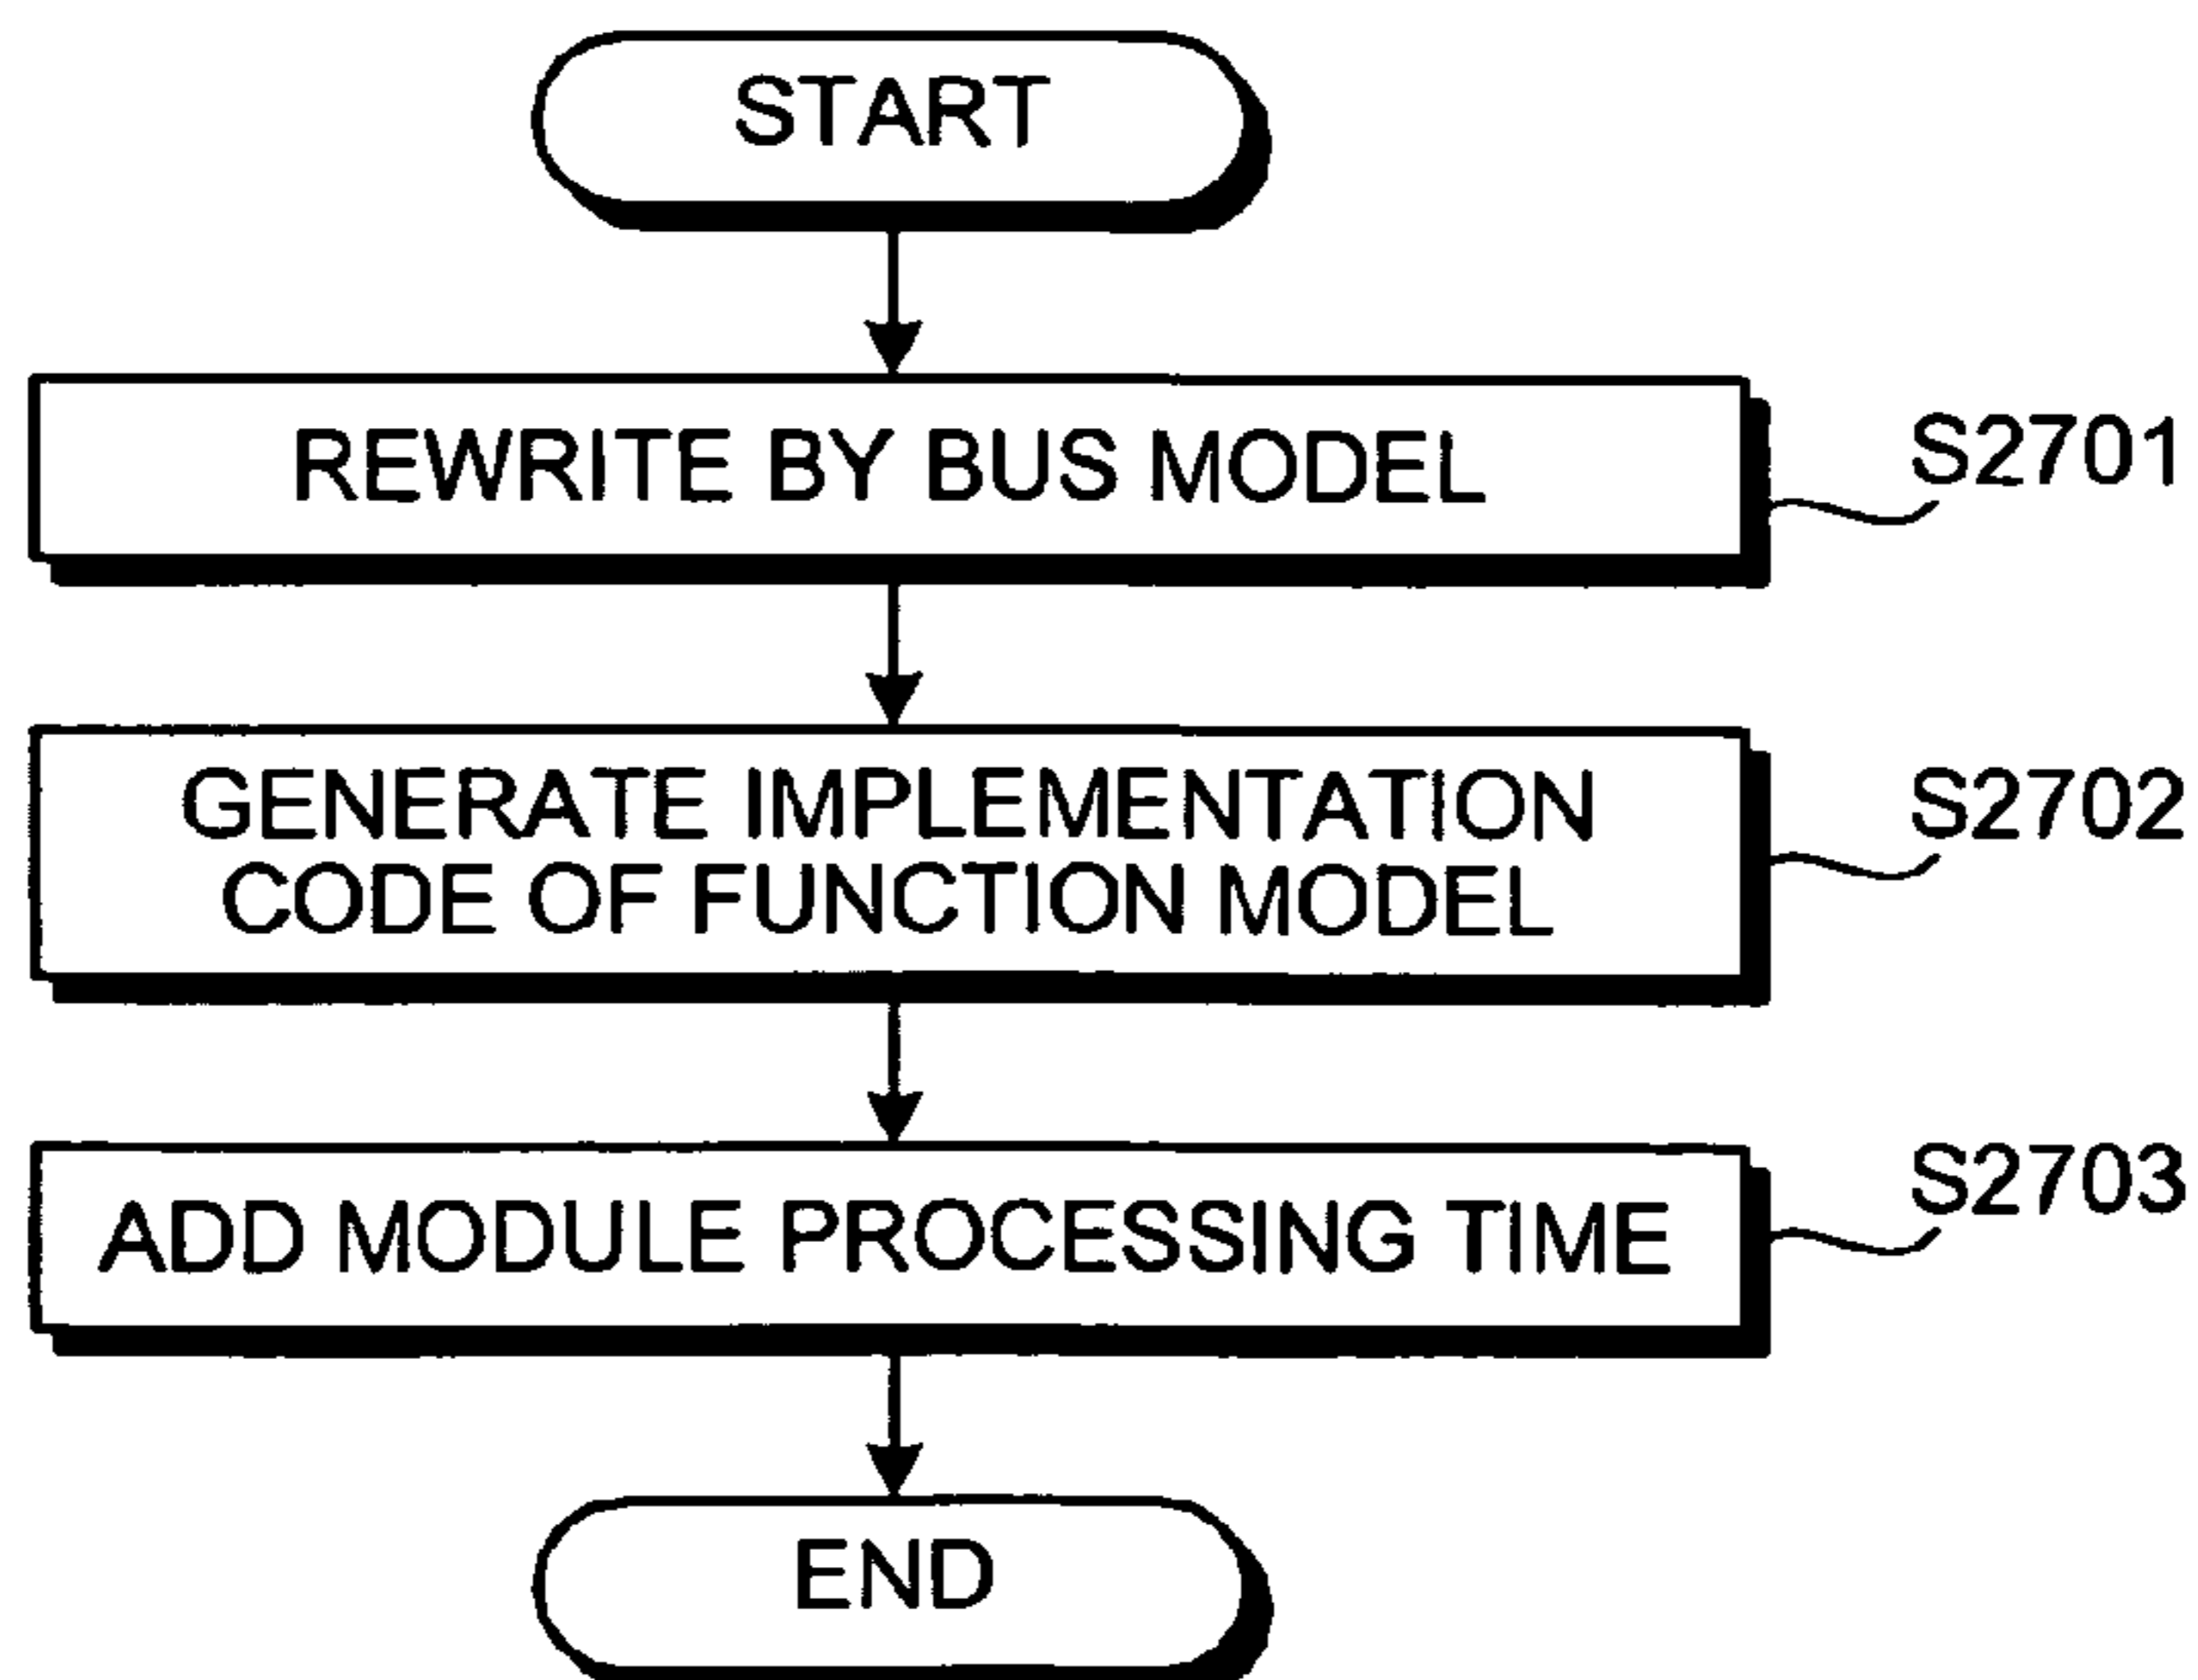 START
REWRITE BY BUS MODEL
S2701
GENERATE IMPLEMENTATION
CODE OF FUNCTION MODEL
S2702
ADD MODULE PROCESSING TIME
S2703
END